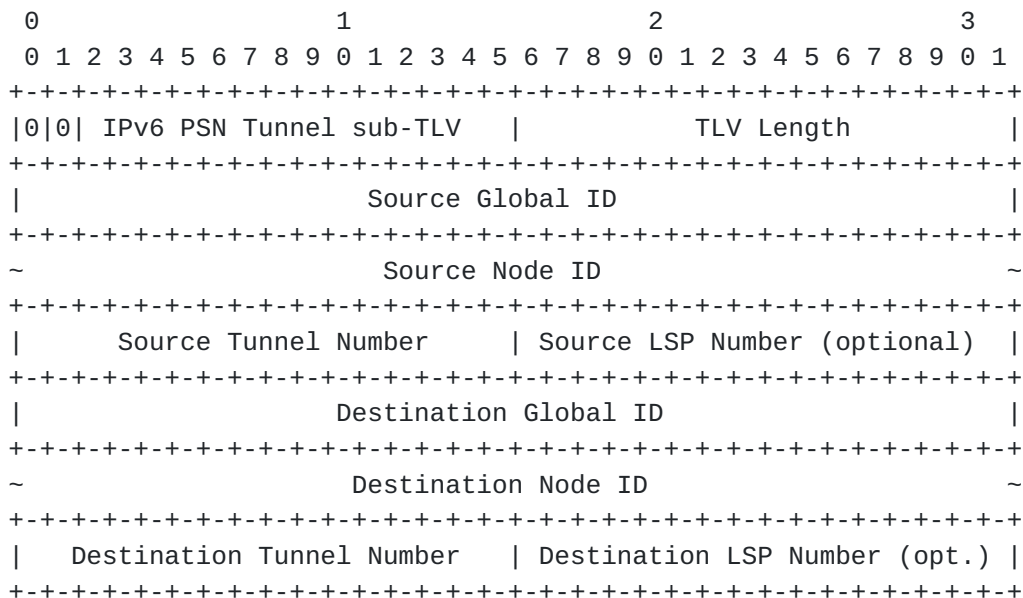 0                   1                   2                   3
 0 1 2 3 4 5 6 7 8 9 0 1 2 3 4 5 6 7 8 9 0 1 2 3 4 5 6 7 8 9 0 1
+-+-+-+-+-+-+-+-+-+-+-+-+-+-+-+-+-+-+-+-+-+-+-+-+-+-+-+-+-+-+-+-+
|0|0| IPv6 PSN Tunnel sub-TLV   |           TLV Length          |
+-+-+-+-+-+-+-+-+-+-+-+-+-+-+-+-+-+-+-+-+-+-+-+-+-+-+-+-+-+-+-+-+
|                      Source Global ID                         |
+-+-+-+-+-+-+-+-+-+-+-+-+-+-+-+-+-+-+-+-+-+-+-+-+-+-+-+-+-+-+-+-+
~                       Source Node ID                          ~
+-+-+-+-+-+-+-+-+-+-+-+-+-+-+-+-+-+-+-+-+-+-+-+-+-+-+-+-+-+-+-+-+
|      Source Tunnel Number     | Source LSP Number (optional)  |
+-+-+-+-+-+-+-+-+-+-+-+-+-+-+-+-+-+-+-+-+-+-+-+-+-+-+-+-+-+-+-+-+
|                    Destination Global ID                      |
+-+-+-+-+-+-+-+-+-+-+-+-+-+-+-+-+-+-+-+-+-+-+-+-+-+-+-+-+-+-+-+-+
~                     Destination Node ID                       ~
+-+-+-+-+-+-+-+-+-+-+-+-+-+-+-+-+-+-+-+-+-+-+-+-+-+-+-+-+-+-+-+-+
|   Destination Tunnel Number   | Destination LSP Number (opt.) |
+-+-+-+-+-+-+-+-+-+-+-+-+-+-+-+-+-+-+-+-+-+-+-+-+-+-+-+-+-+-+-+-+